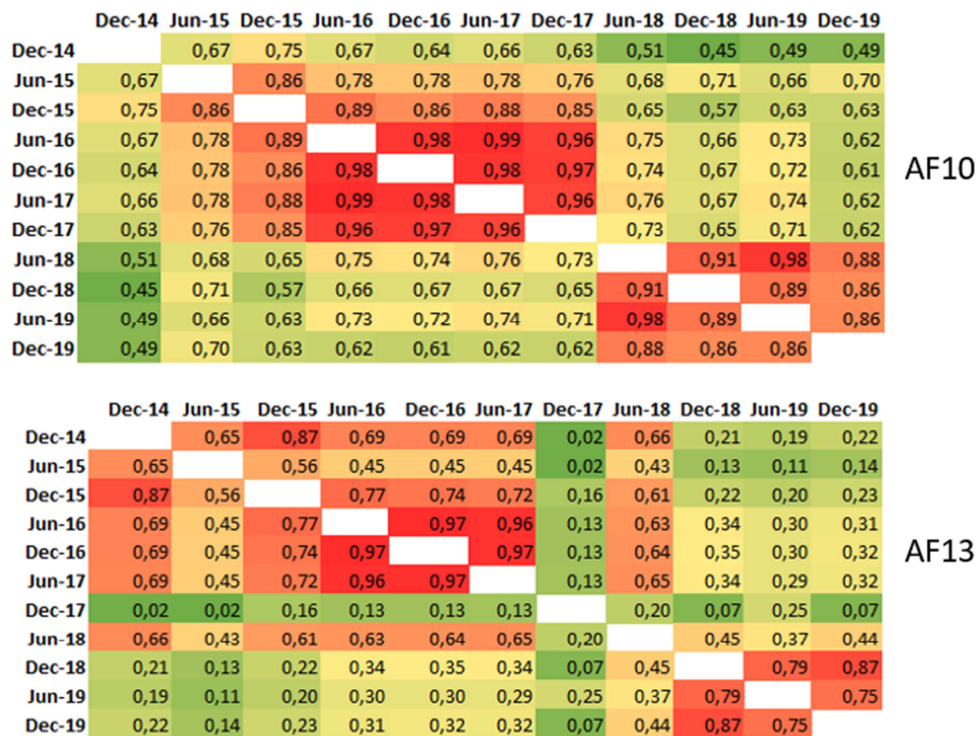 Dec-14 Jun-15 Dec-15 Jun-16 Dec-16 Jun-17 Dec-17 Jun-18 Dec-18 Jun-19 Dec-19
Dec-14 0,67 0,75 0,67 0,64 0,66 0,63 0,51 0,45 0,49 0,49
Jun-15 0,67 0,86 0,78 0,78 0,78 0,76 0,68 0,71 0,66 0,70
Dec-15 0,75 0,86 0,89 0,86 0,88 0,85 0,65 0,57 0,63 0,63
Jun-16 0,67 0,78 0,89 0,98 0,99 0,96 0,75 0,66 0,73 0,62
Dec-16 0,64 0,78 0,86 0,98 0,98 0,97 0,74 0,67 0,72 0,61
AF10
Jun-17 0,66 0,78 0,88 0,99 0,98 0,96 0,76 0,67 0,74 0,62
Dec-17 0,63 0,76 0,85 0,96 0,97 0,96 0,73 0,65 0,71 0,62
Jun-18 0,51 0,68 0,65 0,75 0,74 0,76 0,73 0,91 0,98 0,88
Dec-18 0,45 0,71 0,57 0,66 0,67 0,67 0,65 0,91 0,89 0,86
Jun-19 0,49 0,66 0,63 0,73 0,72 0,74 0,71 0,98 0,89 0,86
Dec-19 0,49 0,70 0,63 0,62 0,61 0,62 0,62 0,88 0,86 0,86
Dec-14 Jun-15 Dec-15 Jun-16 Dec-16 Jun-17 Dec-17 Jun-18 Dec-18 Jun-19 Dec-19
Dec-14 0,65 0,87 0,69 0,69 0,69 0,02 0,66 0,21 0,19 0,22
Jun-15 0,65 0,56 0,45 0,45 0,45 0,02 0,43 0,13 0,11 0,14
Dec-15 0,87 0,56 0,77 0,74 0,72 0,16 0,61 0,22 0,20 0,23
Jun-16 0,69 0,45 0,77 0,97 0,96 0,13 0,63 0,34 0,30 0,31
Dec-16 0,69 0,45 0,74 0,97 0,97 0,13 0,64 0,35 0,30 0,32
AF13
Jun-17 0,69 0,45 0,72 0,96 0,97 0,13 0,65 0,34 0,29 0,32
Dec-17 0,02 0,02 0,16 0,13 0,13 0,13 0,20 0,07 0,25 0,07
Jun-18 0,66 0,43 0,61 0,63 0,64 0,65 0,20 0,45 0,37 0,44
Dec-18 0,21 0,13 0,22 0,34 0,35 0,34 0,07 0,45 0,79 0,87
Jun-19 0,19 0,11 0,20 0,30 0,30 0,29 0,25 0,37 0,79 0,75
Dec-19 0,22 0,14 0,23 0,31 0,32 0,32 0,07 0,44 0,87 0,75